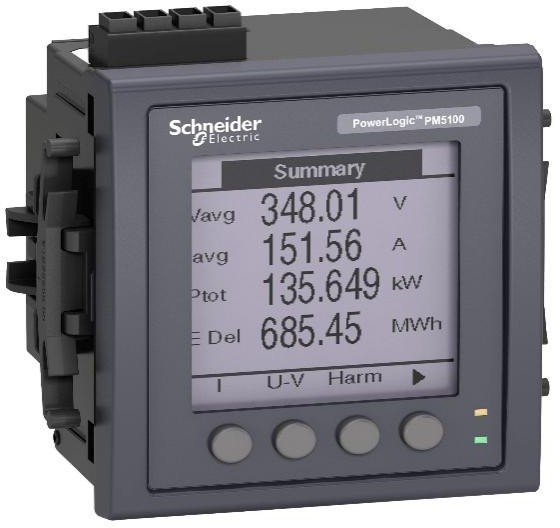 Schneider
Electric
PowerLogic™ PM5100
Summary
Vavg 348.01 V
avg 151.56 A
Ptot 135.649 kW
E Del 685.45 MWh
I U-V Harm